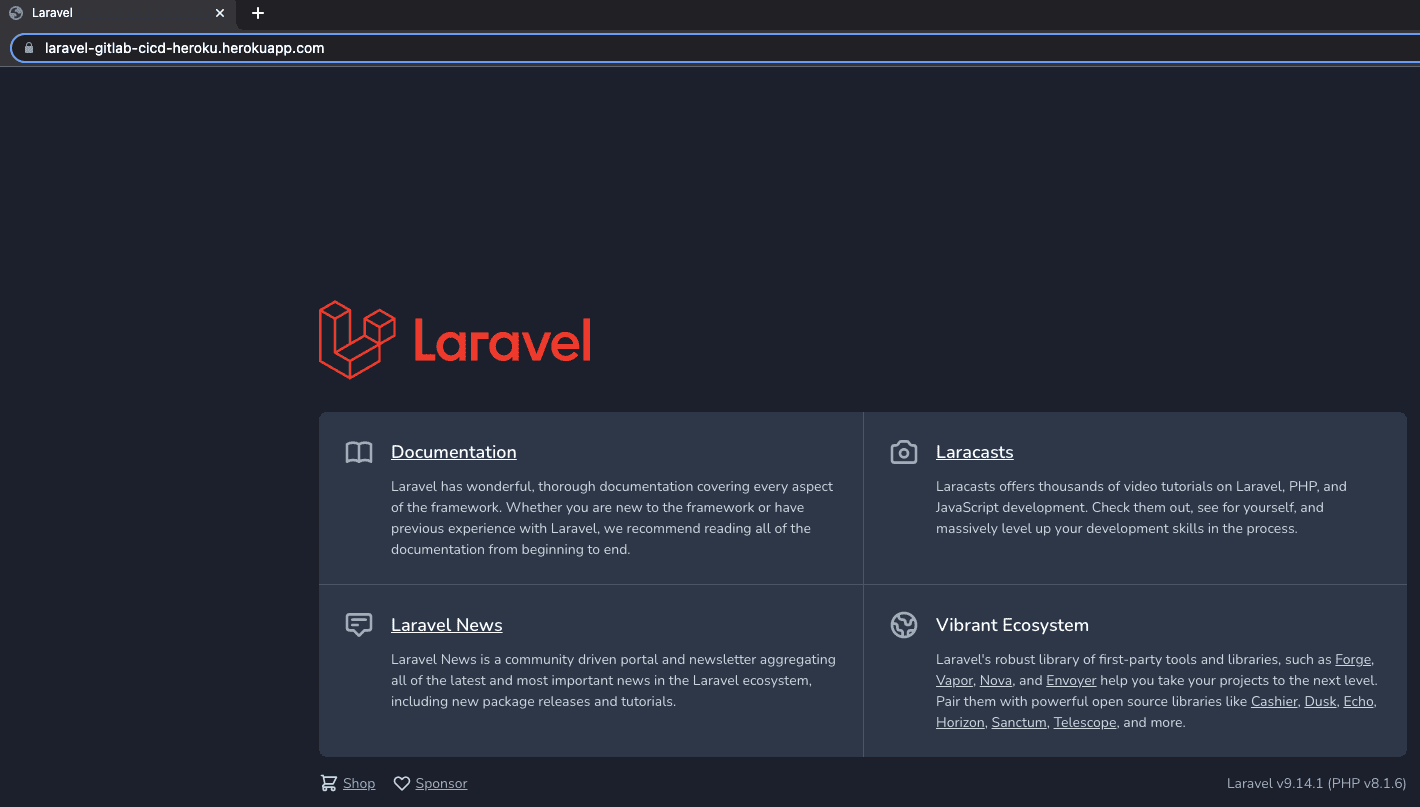 Laravel
laravel-gitlab-cicd-heroku.herokuapp.com
Laravel
Documentation
Laravel has wonderful, thorough documentation covering every aspect
of the framework. Whether you are new to the framework or have
previous experience with Laravel, we recommend reading all of the
documentation from beginning to end.
Laracasts
Laracasts offers thousands of video tutorials on Laravel, PHP, and
JavaScript development. Check them out, see for yourself, and
massively level up your development skills in the process.
Laravel News
Laravel News is a community driven portal and newsletter aggregating
all of the latest and most important news in the Laravel ecosystem,
including new package releases and tutorials.
Vibrant Ecosystem
Laravel's robust library of first-party tools and libraries, such as Forge,
Vapor, Nova, and Envoyer help you take your projects to the next level.
Pair them with powerful open source libraries like Cashier, Dusk, Echo,
Horizon, Sanctum, Telescope, and more.
Shop Sponsor Laravel v9.14.1 (PHP v8.1.6)